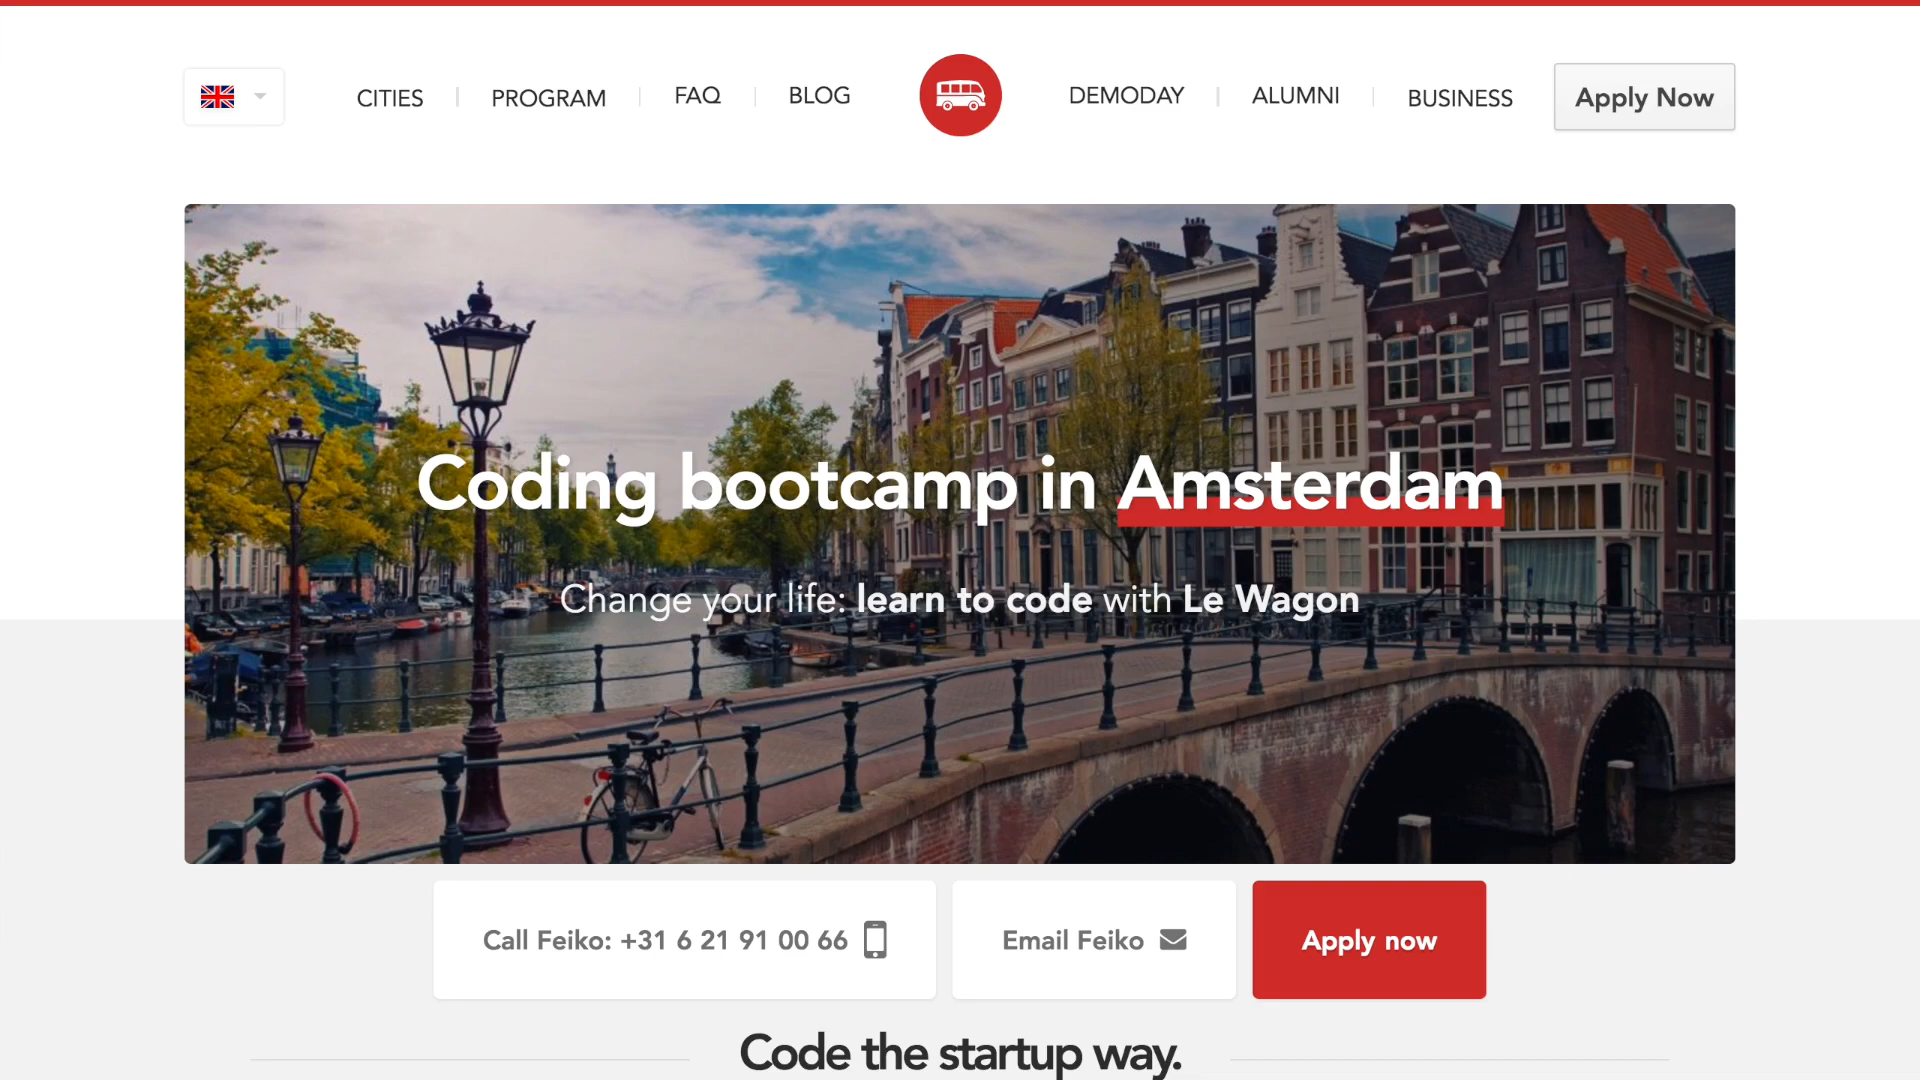 CITIES
PROGRAM
FAQ
BLOG
DEMODAY
ALUMNI
BUSINESS
Apply Now
Coding bootcamp in Amsterdam
Change your life: learn to code with Le Wagon
Call Feiko: +31 6 21 91 00 66
Email Feiko
Apply now
Code the startup way.